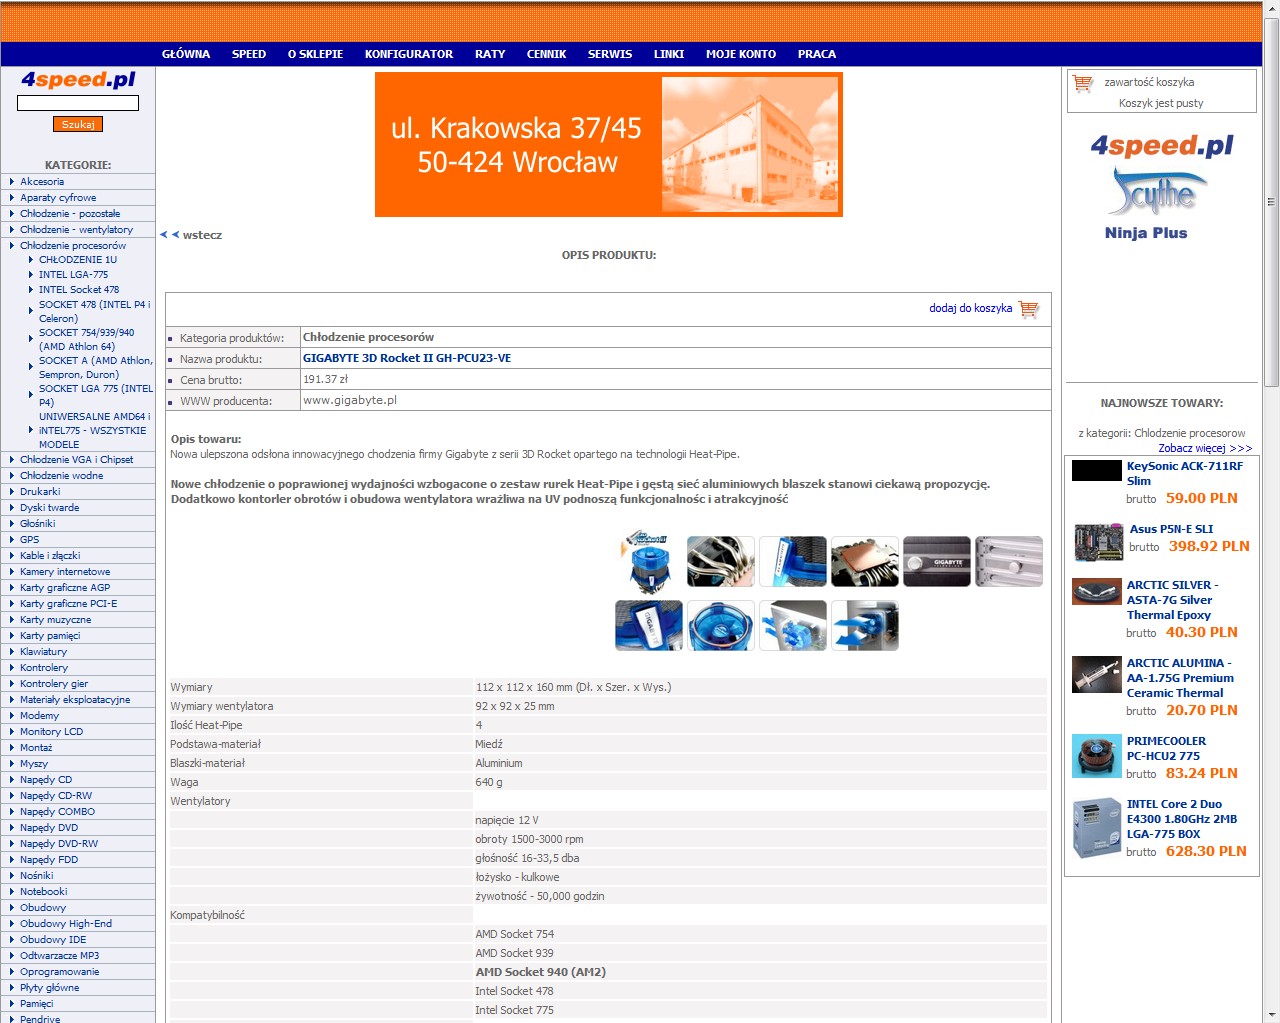 GŁÓWNA SPEED O SKLEPIE KONFIGURATOR RATY CENNIK SERWIS LINKI MOJE KONTO PRACA
4speed.pl
Szukaj
KATEGORIE:
Akcesoria
Aparaty cyfrowe
Chłodzenie - pozostałe
Chłodzenie - wentylatory
Chłodzenie procesorów
CHŁODZENIE 1U
INTEL LGA-775
INTEL Socket 478
SOCKET 478 (INTEL P4 i
Celeron)
SOCKET 754/939/940
(AMD Athlon 64)
SOCKET A (AMD Athlon,
Sempron, Duron)
SOCKET LGA 775 (INTEL
P4)
UNIWERSALNE AMD64 i
iNTEL775 - WSZYSTKIE
MODELE
Chłodzenie VGA i Chipset
Chłodzenie wodne
Drukarki
Dyski twarde
Głośniki
GPS
Kable i złączki
Kamery internetowe
Karty graficzne AGP
Karty graficzne PCI-E
Karty muzyczne
Karty pamięci
Klawiatury
Kontrolery
Kontrolery gier
Materiały eksploatacyjne
Modemy
Monitory LCD
Montaż
Myszy
Napędy CD
Napędy CD-RW
Napędy COMBO
Napędy DVD
Napędy DVD-RW
Napędy FDD
Nośniki
Notebooki
Obudowy
Obudowy High-End
Obudowy IDE
Odtwarzacze MP3
Oprogramowanie
Płyty główne
Pamięci
Pendrive
ul. Krakowska 37/45
50-424 Wrocław
wstecz
OPIS PRODUKTU:
dodaj do koszyka
Kategoria produktów: Chłodzenie procesorów
Nazwa produktu: GIGABYTE 3D Rocket II GH-PCU23-VE
Cena brutto: 191.37 zł
WWW producenta: www.gigabyte.pl
Opis towaru:
Nowa ulepszona odsłona innowacyjnego chodzenia firmy Gigabyte z serii 3D Rocket opartego na technologii Heat-Pipe.
Nowe chłodzenie o poprawionej wydajności wzbogacone o zestaw rurek Heat-Pipe i gęstą sieć aluminiowych blaszek stanowi ciekawą propozycję.
Dodatkowo kontorler obrotów i obudowa wentylatora wrażliwa na UV podnoszą funkcjonalnośc i atrakcyjność
GIGABYTE
GIGABYTE
Wymiary 112 x 112 x 160 mm (Dł. x Szer. x Wys.)
Wymiary wentylatora 92 x 92 x 25 mm
Ilość Heat-Pipe 4
Podstawa-materiał Miedź
Blaszki-materiał Aluminium
Waga 640 g
Wentylatory
napięcie 12 V
obroty 1500-3000 rpm
głośność 16-33,5 dba
łożysko - kulkowe
żywotność - 50,000 godzin
Kompatybilność
AMD Socket 754
AMD Socket 939
AMD Socket 940 (AM2)
Intel Socket 478
Intel Socket 775
zawartość koszyka
Koszyk jest pusty
4speed.pl
Scythe
Ninja Plus
NAJNOWSZE TOWARY:
z kategorii: Chlodzenie procesorow
Zobacz więcej >>>
KeySonic ACK-711RF
Slim
brutto 59.00 PLN
Asus P5N-E SLI
brutto 398.92 PLN
ARCTIC SILVER -
ASTA-7G Silver
Thermal Epoxy
brutto 40.30 PLN
ARCTIC ALUMINA -
AA-1.75G Premium
Ceramic Thermal
brutto 20.70 PLN
PRIMECOOLER
PC-HCU2 775
brutto 83.24 PLN
INTEL Core 2 Duo
E4300 1.80GHz 2MB
LGA-775 BOX
brutto 628.30 PLN